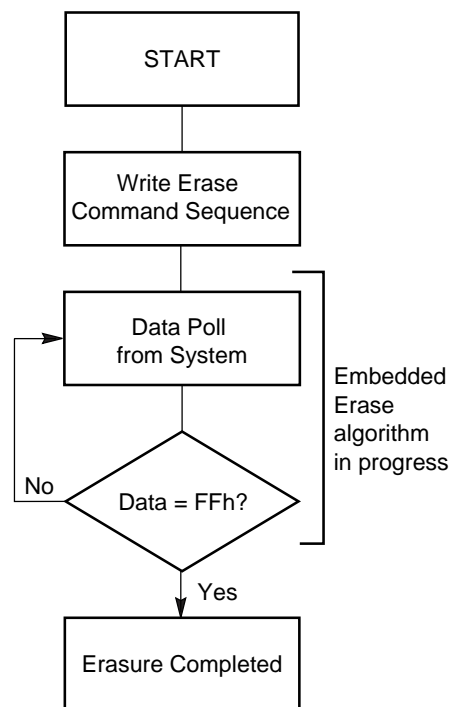 START
Write Erase
Command Sequence
Data Poll
from System
Embedded
Erase
algorithm
in progress
No
Data = FFh?
Yes
Erasure Completed